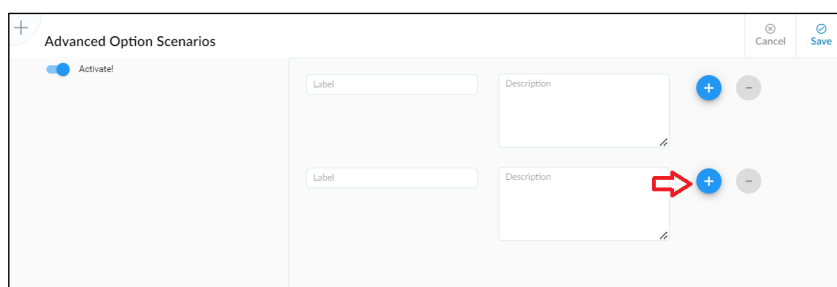 Advanced Option Scenarios
Cancel
Save
Activate!
Label
Description
Label
Description